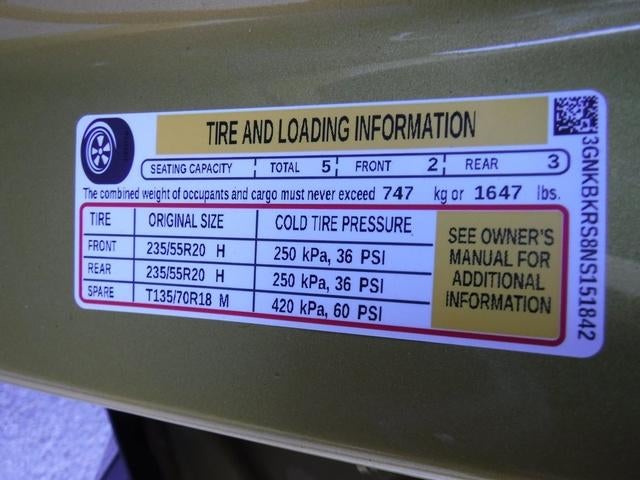 TIRE AND LOADING INFORMATION
SEATING CAPACITY TOTAL 5 FRONT 2 REAR 3
The combined weight of occupants and cargo must never exceed 747 kg or 1647 lbs.
TIRE ORIGINAL SIZE COLD TIRE PRESSURE
FRONT 235/55R20 H 250 kPa, 36 PSI
REAR 235/55R20 H 250 kPa, 36 PSI
SPARE T135/70R18 M 420 kPa, 60 PSI
SEE OWNER'S
MANUAL FOR
ADDITIONAL
INFORMATION
3GNKBKRS8NS151842